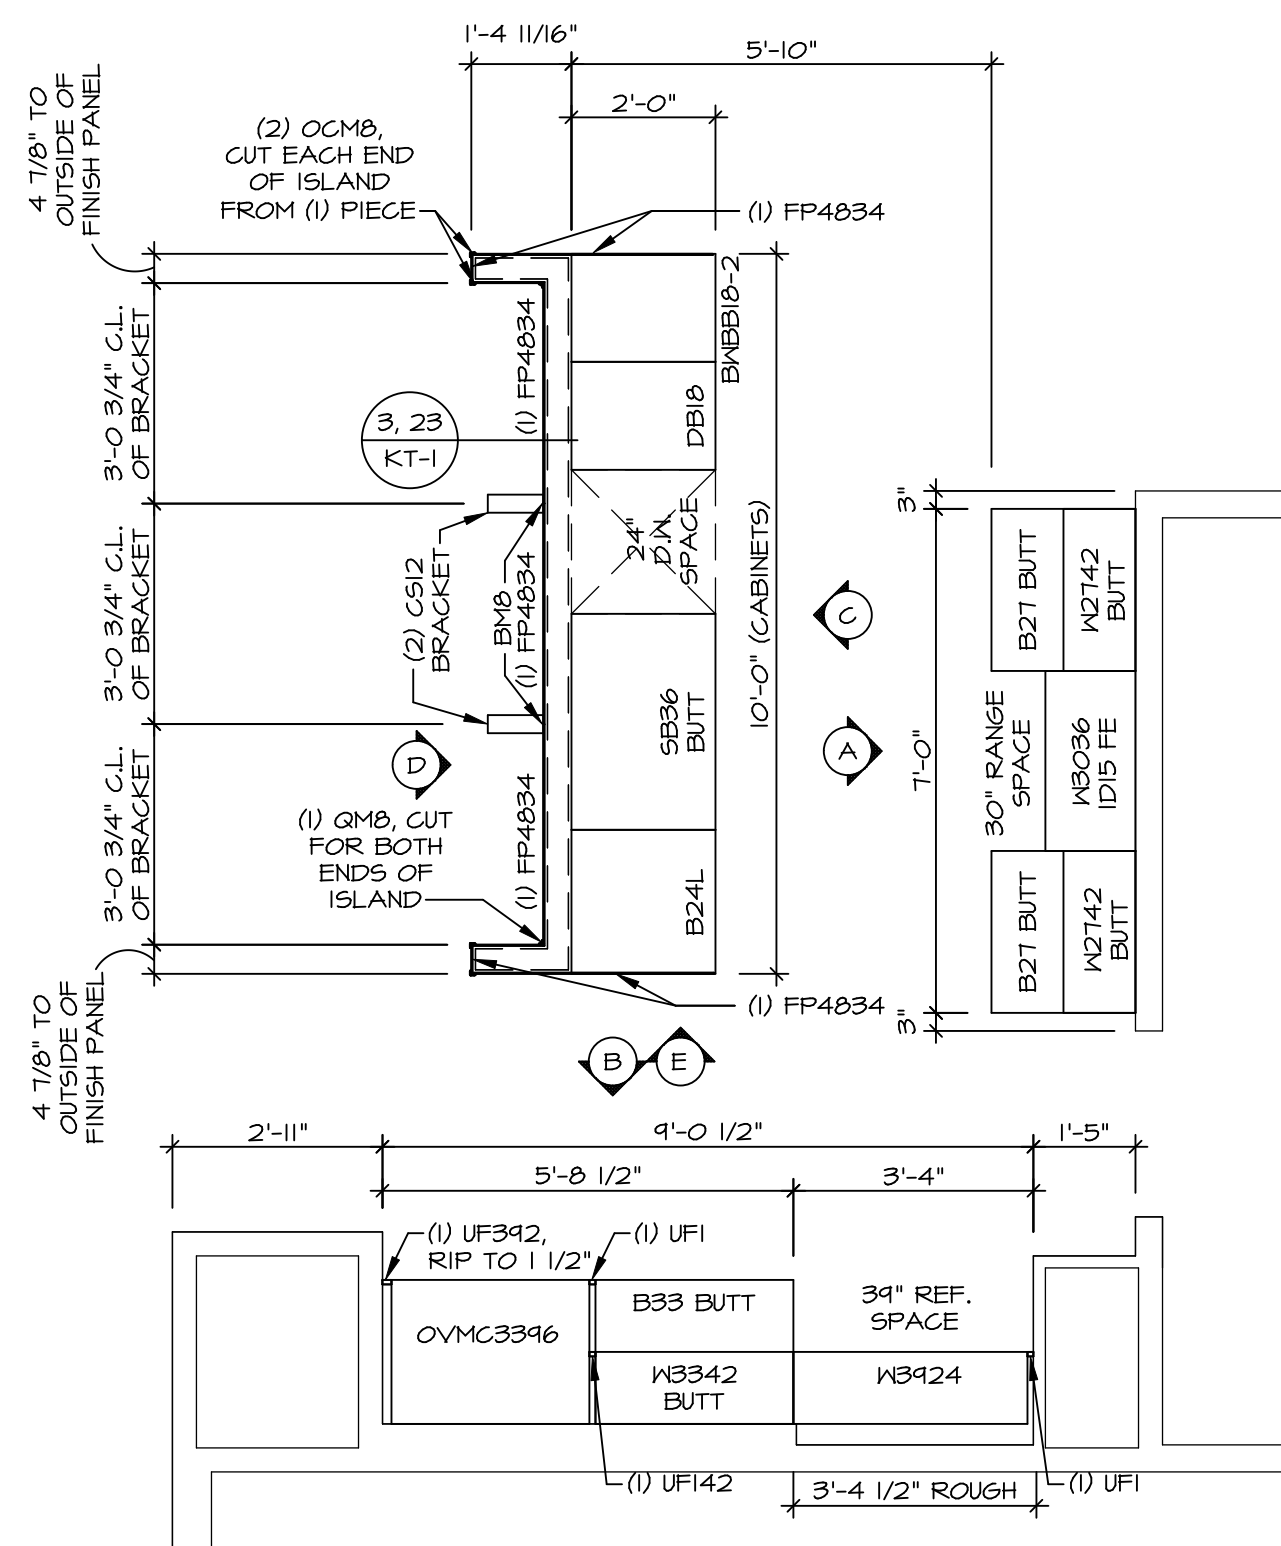 1'-4 11/16"
5'-10"
2'-0"
4 7/8" TO
OUTSIDE OF
FINISH PANEL
(2) OCM8,
CUT EACH END
OF ISLAND
FROM (1) PIECE
(1) FP4834
BWBB18-2
3'-0 3/4" C.L.
OF BRACKET
(1) FP4834
DB18
3, 23
KT-1
24"
D.W.
SPACE
10'-0" (CABINETS)
3"
B27 BUTT
W2742
BUTT
3'-0 3/4" C.L.
OF BRACKET
(2) CS12
BRACKET
BM8
(1) FP4834
C
SB36
BUTT
A
7'-0"
30" RANGE
SPACE
W3036
1D15 FE
D
3'-0 3/4" C.L.
OF BRACKET
(1) QM8, CUT
FOR BOTH
ENDS OF
ISLAND
(1) FP4834
B24L
B27 BUTT
W2742
BUTT
3"
4 7/8" TO
OUTSIDE OF
FINISH PANEL
(1) FP4834
B
E
2'-11"
9'-0 1/2"
1'-5"
5'-8 1/2"
3'-4"
(1) UF392,
RIP TO 1 1/2"
(1) UF1
OVMC3396
B33 BUTT
39" REF.
SPACE
W3342
BUTT
W3924
(1) UF142
3'-4 1/2" ROUGH
(1) UF1